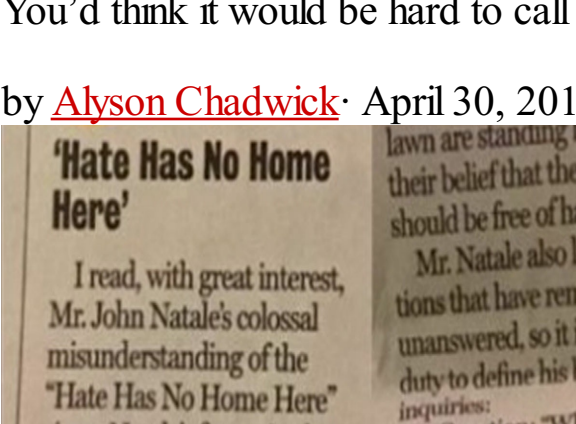 You'd think it would be hard to call
by Alyson Chadwick· April 30, 201
‘Hate Has No Home
Here’
I read, with great interest,
Mr. John Natale's colossal
misunderstanding of the
“Hate Has No Home Here”
lawn are standing
their belief that the
should be free of
Mr. Natale also
tions that have
unanswered, so it
duty to define his
inquiries: